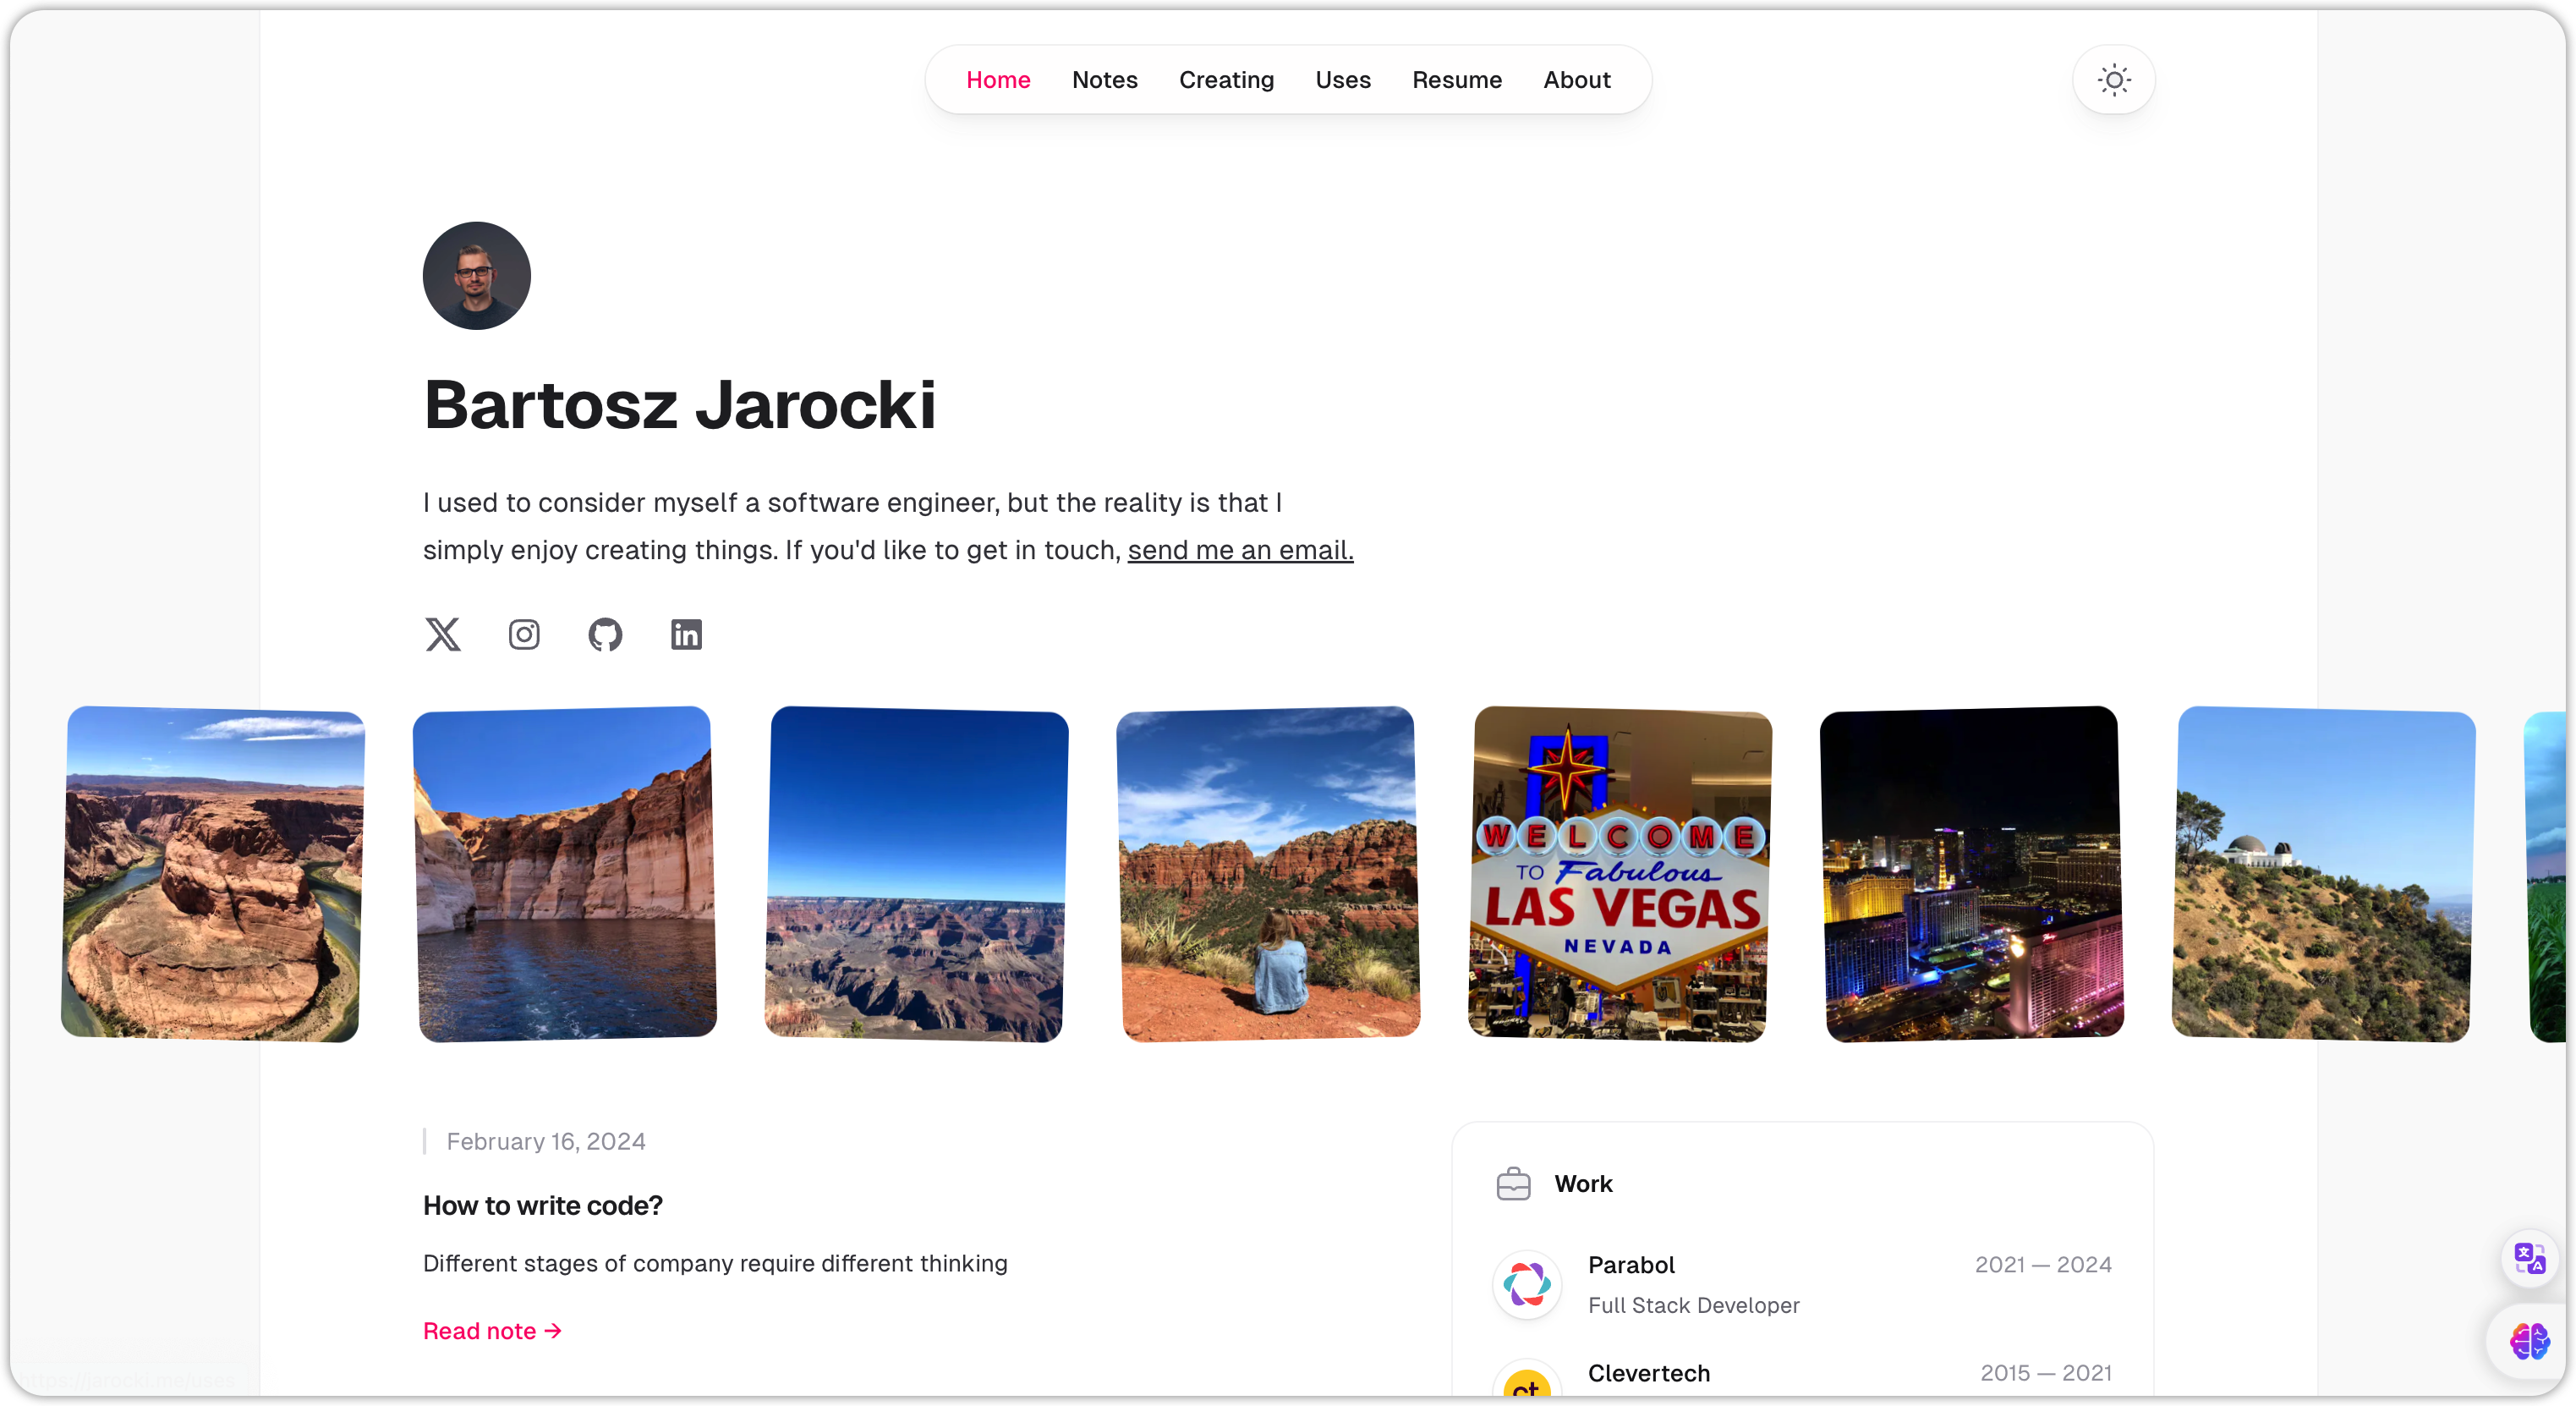 Home Notes Creating Uses Resume About
Bartosz Jarocki
I used to consider myself a software engineer, but the reality is that I
simply enjoy creating things. If you'd like to get in touch, send me an email.
WELCOME
TO Fabulous
LAS VEGAS
NEVADA
February 16, 2024
How to write code?
Different stages of company require different thinking
Read note →
Work
Parabol 2021 — 2024
Full Stack Developer
Clevertech 2015 — 2021
ct